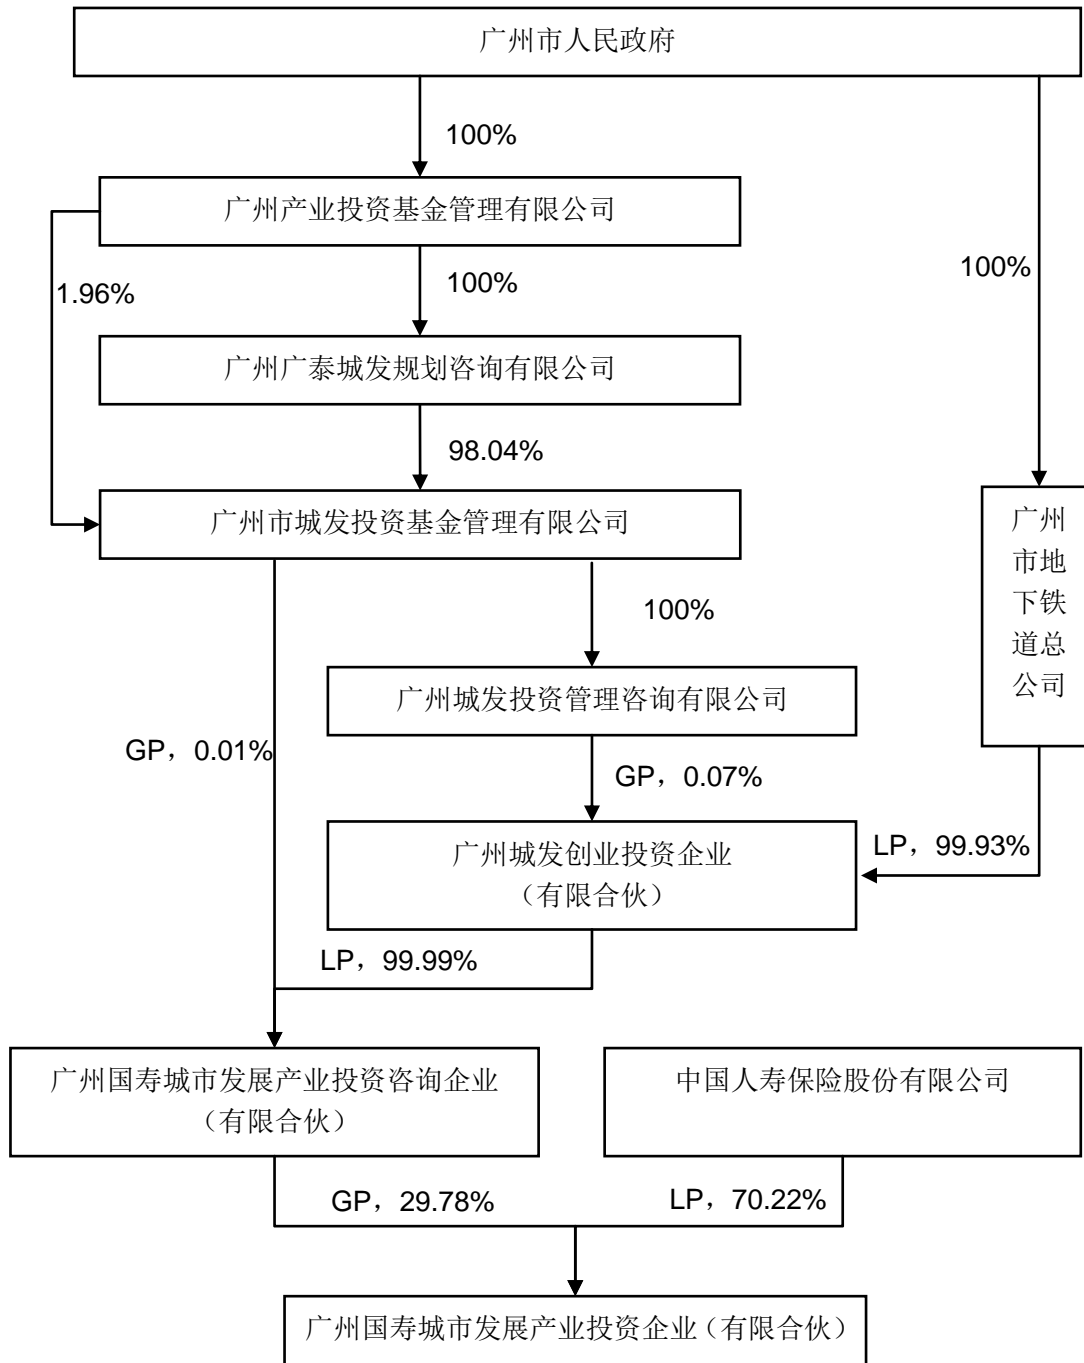 广州市人民政府
100%
广州产业投资基金管理有限公司
1.96%
100%
100%
广州广泰城发规划咨询有限公司
98.04%
广州市城发投资基金管理有限公司
广州
市地
下铁
道总
公司
100%
广州城发投资管理咨询有限公司
GP，0.01%
GP，0.07%
广州城发创业投资企业
（有限合伙）
LP，99.93%
LP，99.99%
广州国寿城市发展产业投资咨询企业
（有限合伙）
中国人寿保险股份有限公司
GP，29.78%
LP，70.22%
广州国寿城市发展产业投资企业（有限合伙）